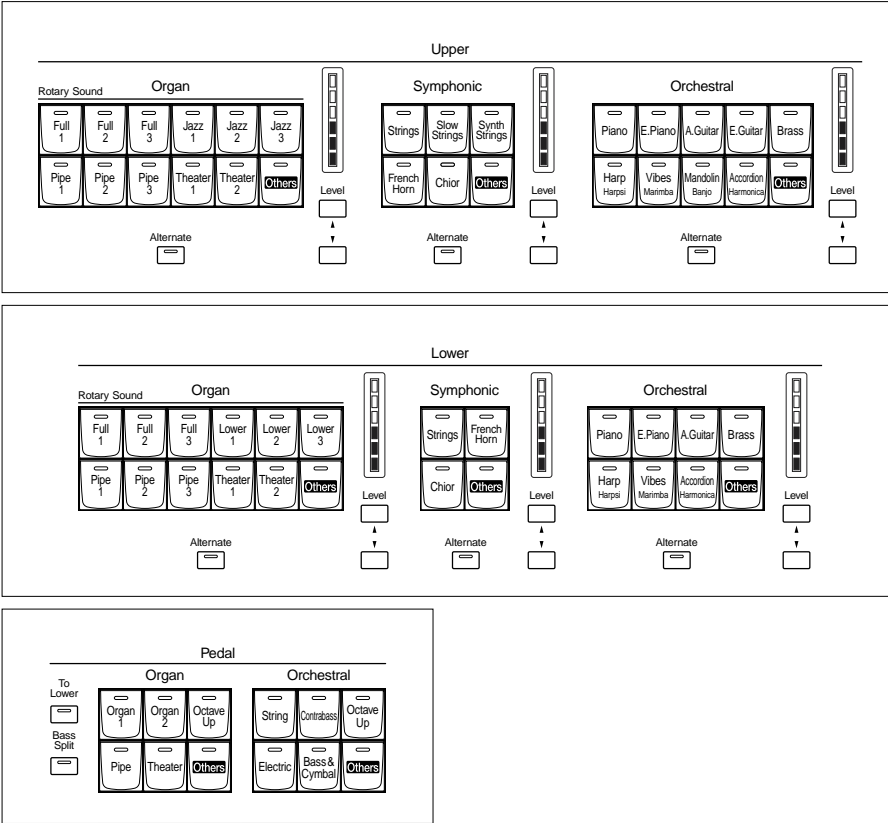 Upper
Rotary Sound Organ Symphonic Orchestral
Full 1 Full 2 Full 3 Jazz 1 Jazz 2 Jazz 3
Pipe 1 Pipe 2 Pipe 3 Theater 1 Theater 2 Others
Level
Alternate
Strings Slow Strings Synth Strings
French Horn Chior Others
Level
Alternate
Piano E.Piano A.Guitar E.Guitar Brass
Harp Harpsi Vibes Marimba Mandolin Banjo Accordion Harmonica Others
Level
Alternate
Lower
Rotary Sound Organ Symphonic Orchestral
Full 1 Full 2 Full 3 Lower 1 Lower 2 Lower 3
Pipe 1 Pipe 2 Pipe 3 Theater 1 Theater 2 Others
Level
Alternate
Strings French Horn
Chior Others
Level
Alternate
Piano E.Piano A.Guitar Brass
Harp Harpsi Vibes Marimba Accordion Harmonica Others
Level
Alternate
Pedal
Organ Orchestral
To Lower
Bass Split
Organ 1 Organ 2 Octave Up
Pipe Theater Others
String Contrabass Octave Up
Electric Bass & Cymbal Others